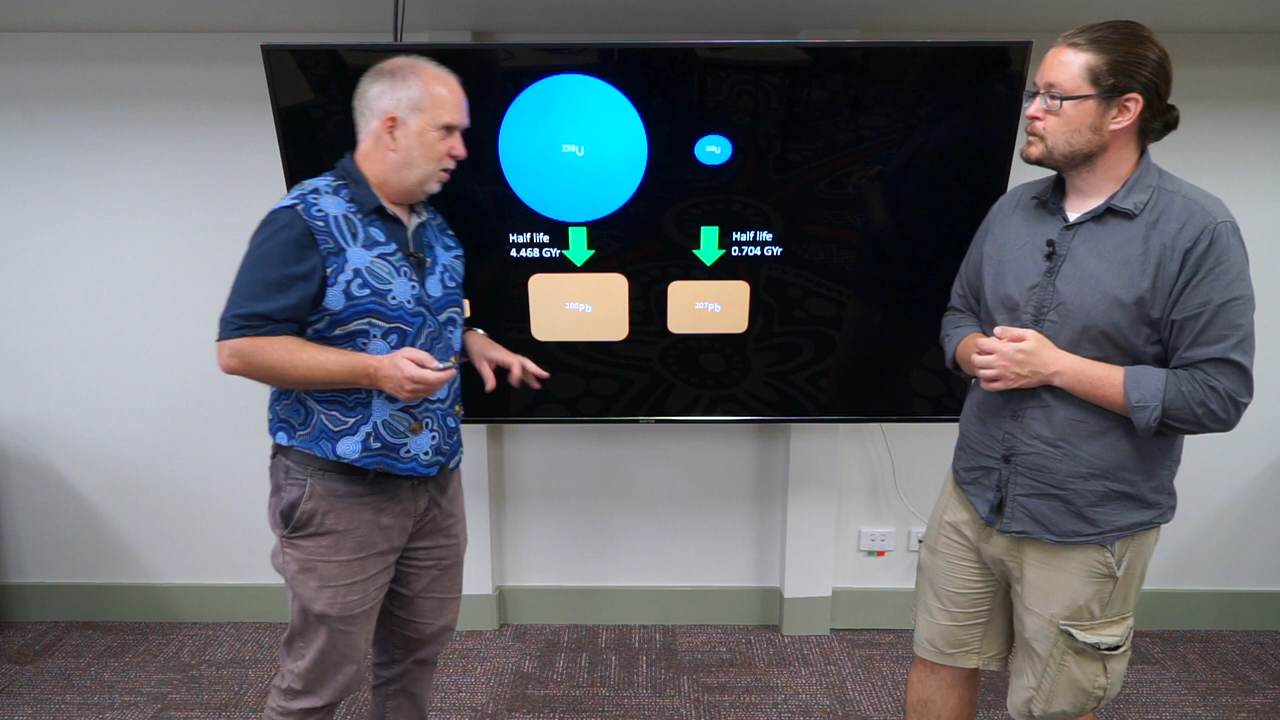 ²³⁸U
Half life
4.468 GYr
Half life
0.704 GYr
²⁰⁶Pb
²⁰⁷Pb